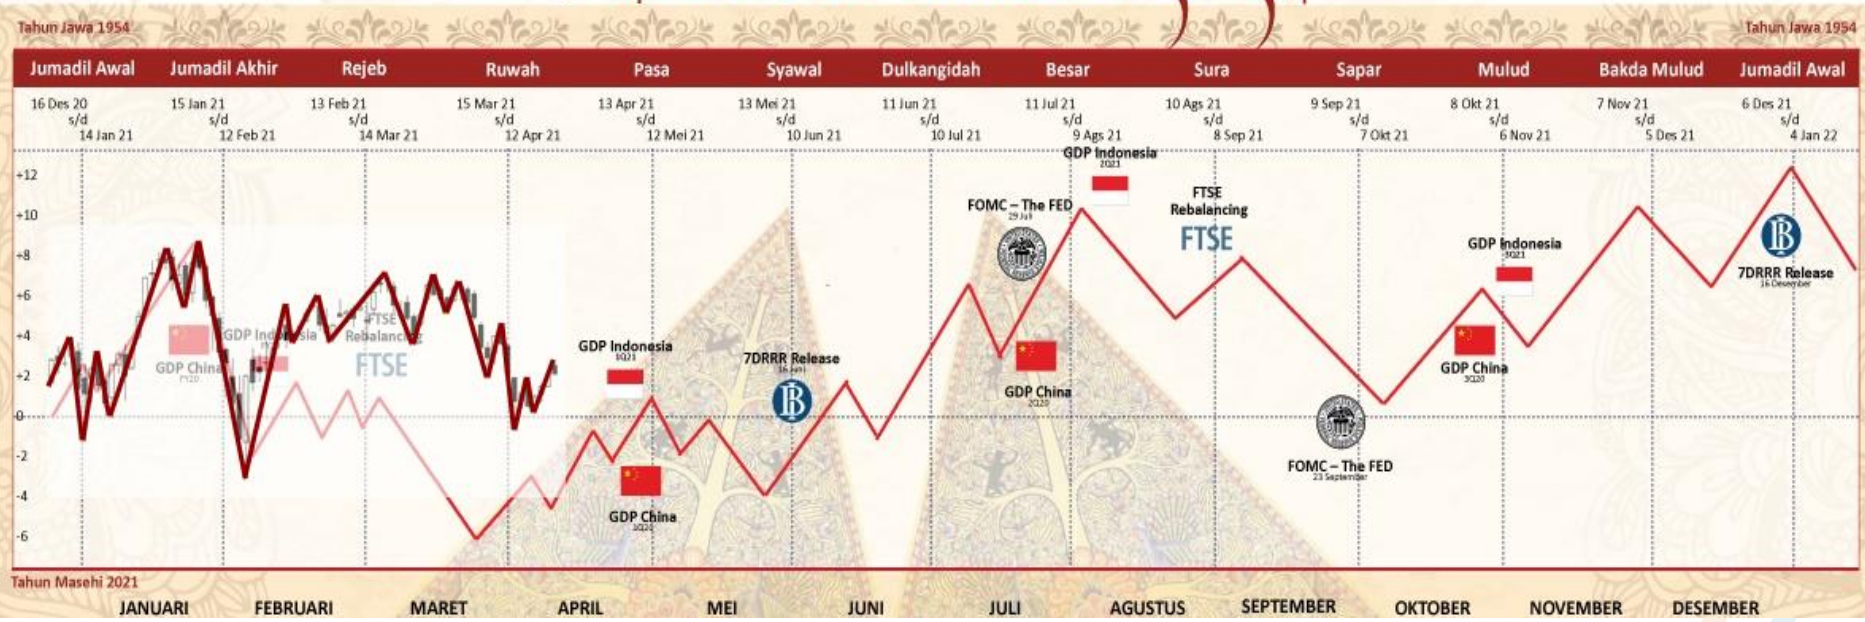 Tahun Jawa 1954
Tahun Jawa 1954
Jumadil Awal
Jumadil Akhir
Rejeb
Ruwah
Pasa
Syawal
Dulkangidah
Besar
Sura
Sapar
Mulud
Bakda Mulud
Jumadil Awal
16 Des 20
s/d
14 Jan 21
15 Jan 21
s/d
12 Feb 21
13 Feb 21
s/d
14 Mar 21
15 Mar 21
s/d
12 Apr 21
13 Apr 21
s/d
12 Mei 21
13 Mei 21
s/d
10 Jun 21
11 Jun 21
s/d
10 Jul 21
11 Jul 21
s/d
9 Ags 21
10 Ags 21
s/d
8 Sep 21
9 Sep 21
s/d
7 Okt 21
8 Okt 21
s/d
6 Nov 21
7 Nov 21
s/d
5 Des 21
6 Des 21
s/d
4 Jan 22
+12
+10
+8
+6
+4
+2
0
-2
-4
-6
GDP China
GDP Indonesia
FTSE
Rebalancing
FTSE
GDP Indonesia
1Q21
GDP China
1Q20
7DRRR Release
FOMC – The FED
29 Juli
GDP China
2Q20
GDP Indonesia
2Q21
FTSE
Rebalancing
FTSE
FOMC – The FED
23 September
GDP Indonesia
3Q21
GDP China
3Q20
7DRRR Release
16 Desember
Tahun Masehi 2021
JANUARI
FEBRUARI
MARET
APRIL
MEI
JUNI
JULI
AGUSTUS
SEPTEMBER
OKTOBER
NOVEMBER
DESEMBER